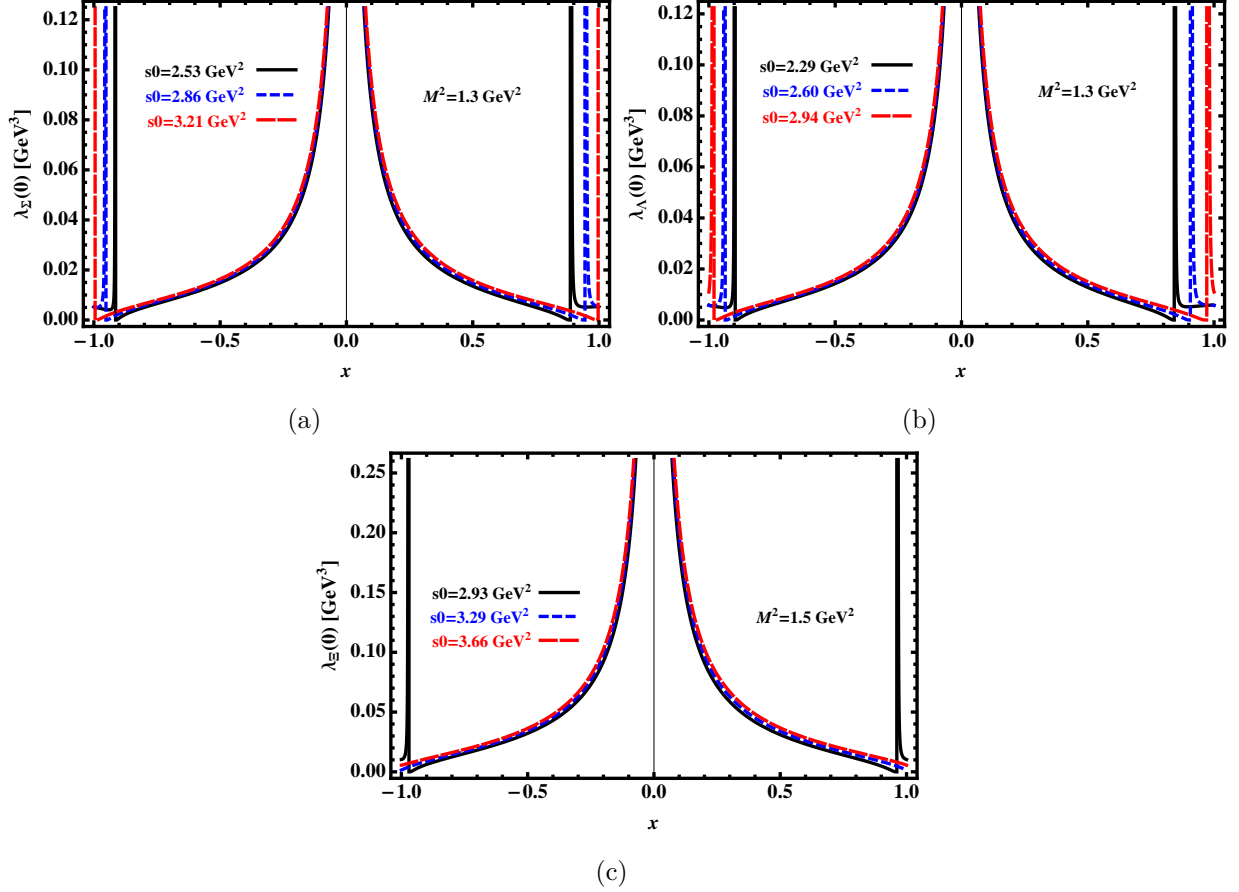 0.12
0.10
0.08
0.06
0.04
0.02
0.00
λΣ(0) [GeV³]
s0=2.53 GeV²
s0=2.86 GeV²
s0=3.21 GeV²
M²=1.3 GeV²
−1.0 −0.5 0.0 0.5 1.0
x
(a)
0.12
0.10
0.08
0.06
0.04
0.02
0.00
λΛ(0) [GeV³]
s0=2.29 GeV²
s0=2.60 GeV²
s0=2.94 GeV²
M²=1.3 GeV²
−1.0 −0.5 0.0 0.5 1.0
x
(b)
0.25
0.20
0.15
0.10
0.05
0.00
λΞ(0) [GeV³]
s0=2.93 GeV²
s0=3.29 GeV²
s0=3.66 GeV²
M²=1.5 GeV²
−1.0 −0.5 0.0 0.5 1.0
x
(c)